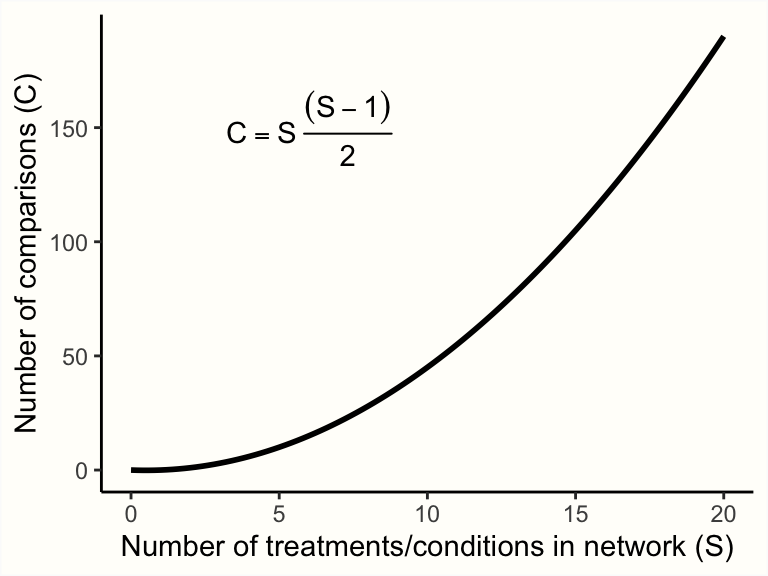 Number of comparisons (C)
150
100
50
0
C = S (S – 1)
2
0 5 10 15 20
Number of treatments/conditions in network (S)